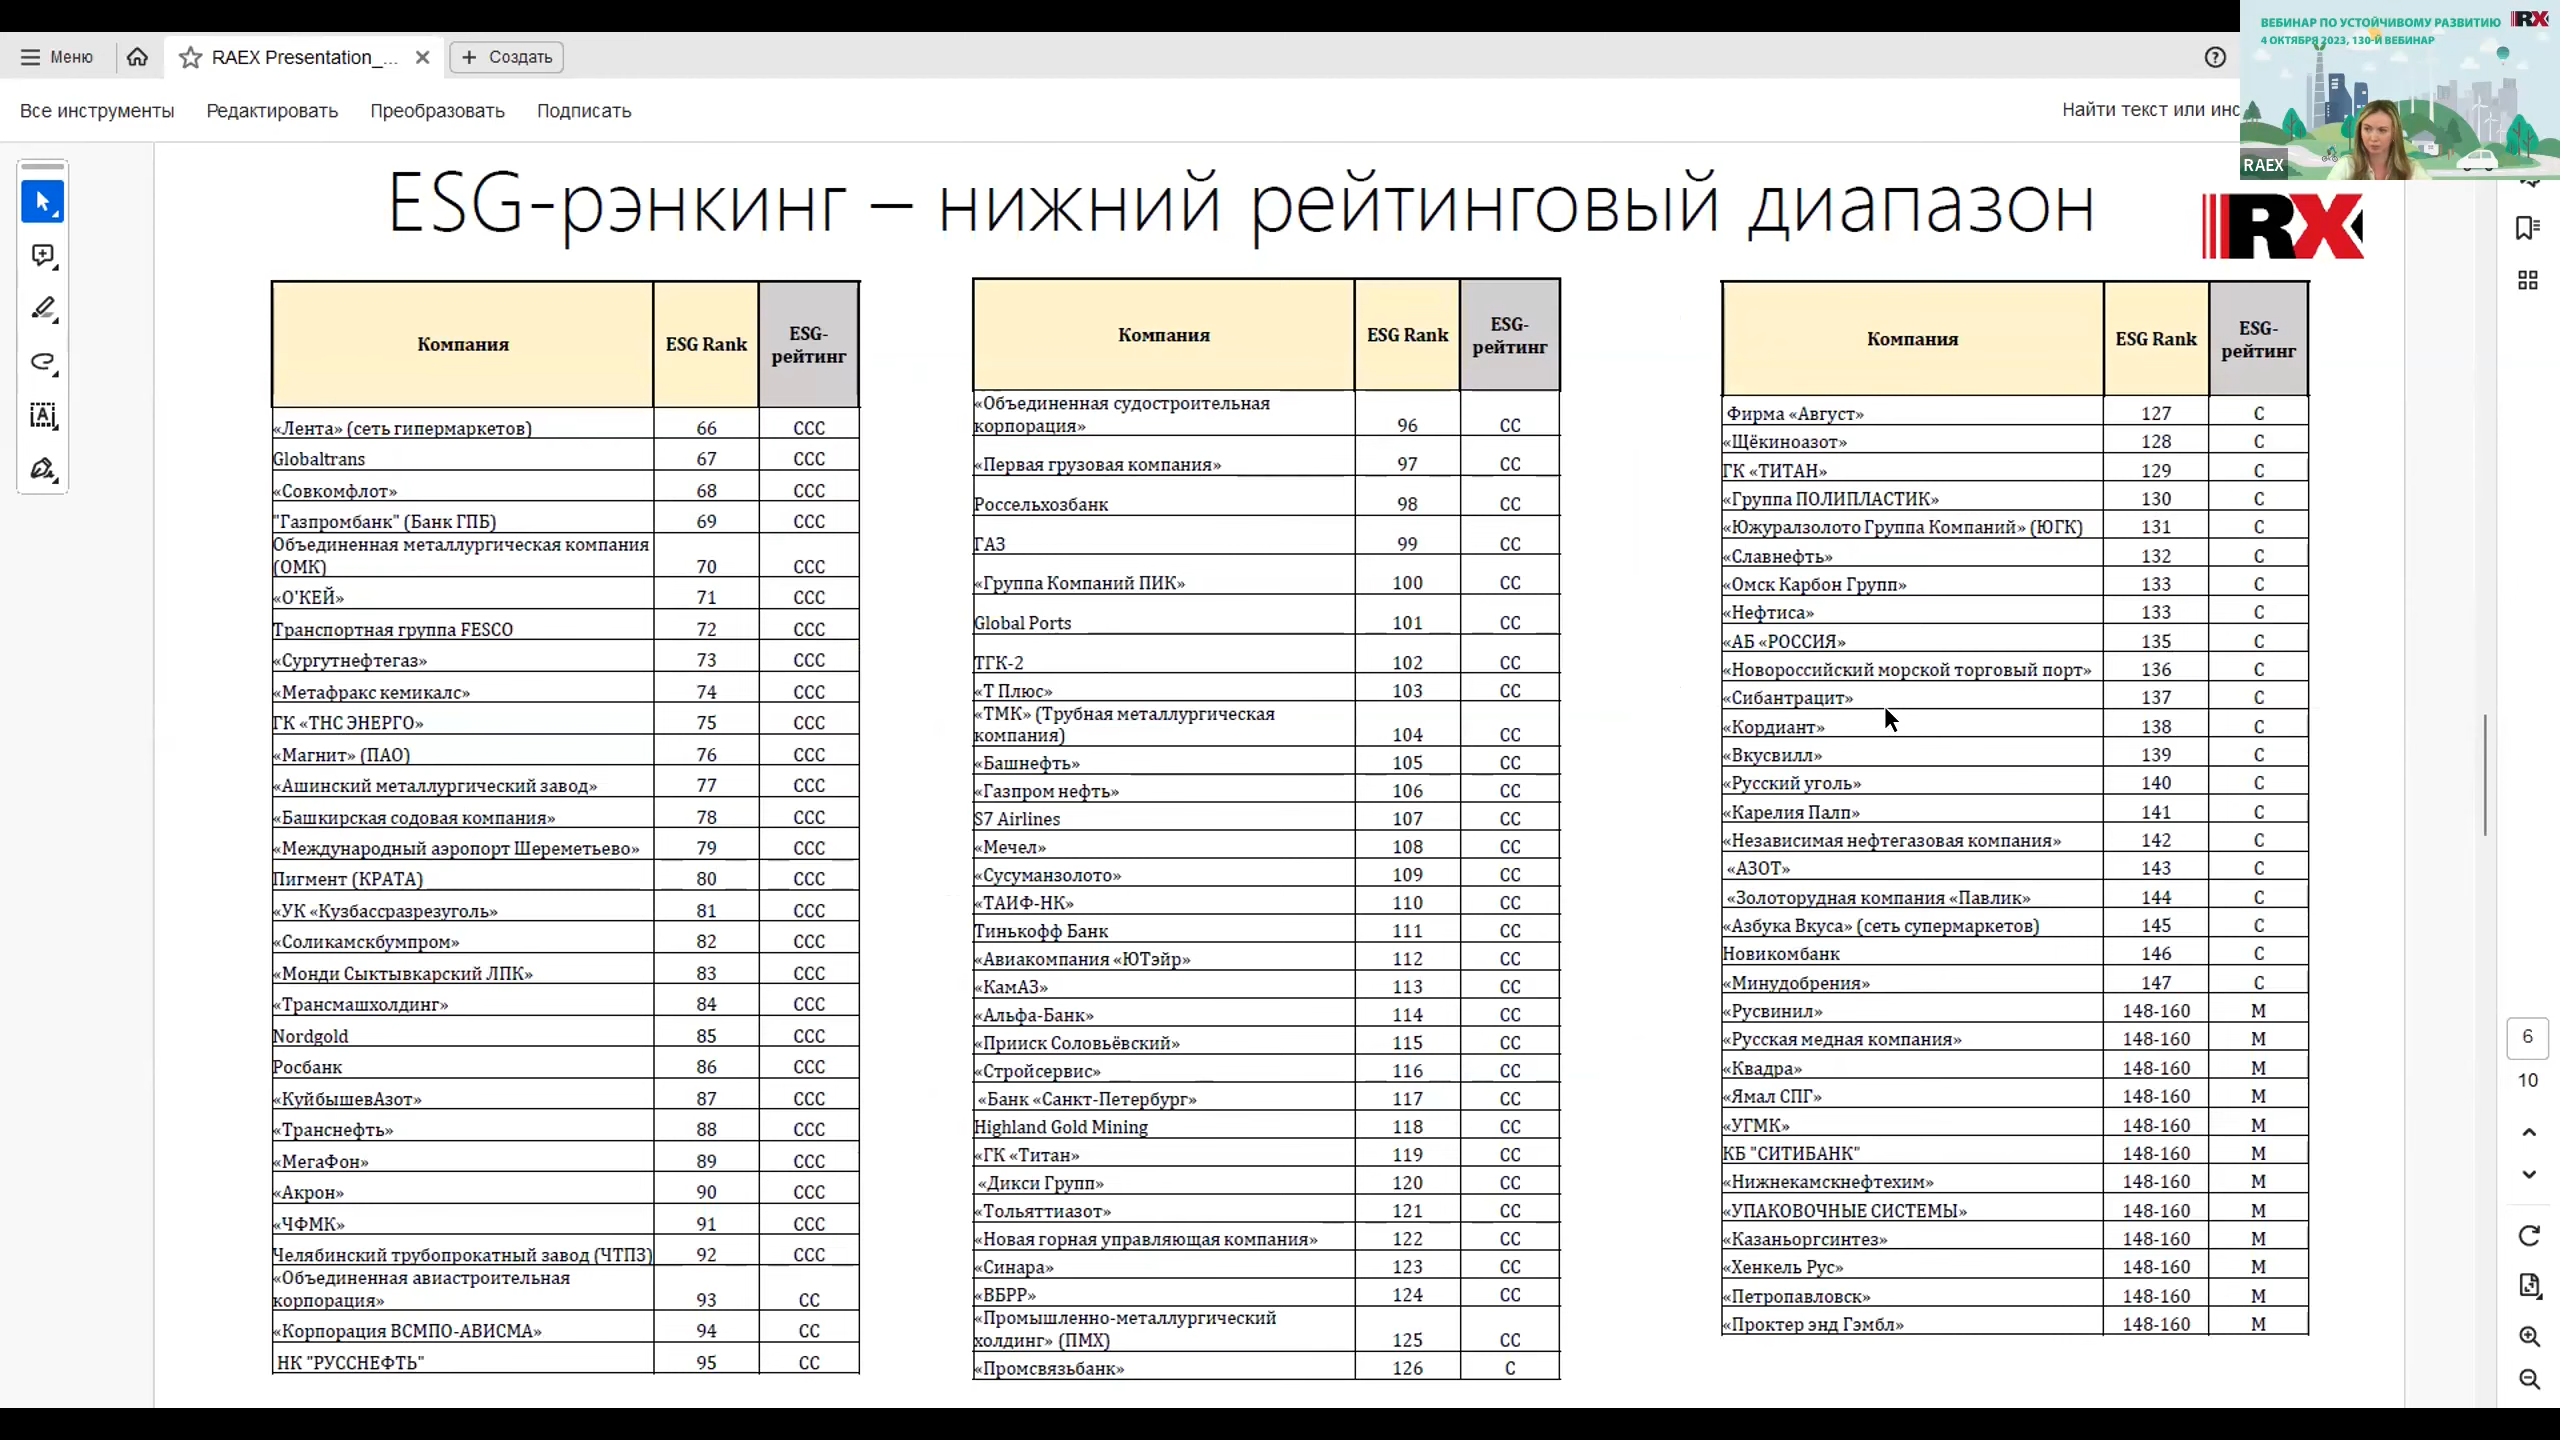 ВЕБИНАР ПО УСТОЙЧИВОМУ РАЗВИТИЮ RX
4 ОКТЯБРЯ 2023, 130-Й ВЕБИНАР
RAEX
Меню
RAEX Presentation_...
Создать
Все инструменты Редактировать Преобразовать Подписать
Найти текст или инс
ESG-рэнкинг – нижний рейтинговый диапазон
RX
Компания ESG Rank ESG-
рейтинг
«Лента» (сеть гипермаркетов) 66 CCC
Globaltrans 67 CCC
«Совкомфлот» 68 CCC
"Газпромбанк" (Банк ГПБ) 69 CCC
Объединенная металлургическая компания
(ОМК) 70 CCC
«О'КЕЙ» 71 CCC
Транспортная группа FESCO 72 CCC
«Сургутнефтегаз» 73 CCC
«Метафракс кемикалс» 74 CCC
ГК «ТНС ЭНЕРГО» 75 CCC
«Магнит» (ПАО) 76 CCC
«Ашинский металлургический завод» 77 CCC
«Башкирская содовая компания» 78 CCC
«Международный аэропорт Шереметьево» 79 CCC
Пигмент (КРАТА) 80 CCC
«УК «Кузбассразрезуголь» 81 CCC
«Соликамскбумпром» 82 CCC
«Монди Сыктывкарский ЛПК» 83 CCC
«Трансмашхолдинг» 84 CCC
Nordgold 85 CCC
Росбанк 86 CCC
«КуйбышевАзот» 87 CCC
«Транснефть» 88 CCC
«МегаФон» 89 CCC
«Акрон» 90 CCC
«ЧФМК» 91 CCC
Челябинский трубопрокатный завод (ЧТПЗ) 92 CCC
«Объединенная авиастроительная
корпорация» 93 CC
«Корпорация ВСМПО-АВИСМА» 94 CC
НК "РУССНЕФТЬ" 95 CC
Компания ESG Rank ESG-
рейтинг
«Объединенная судостроительная
корпорация» 96 CC
«Первая грузовая компания» 97 CC
Россельхозбанк 98 CC
ГАЗ 99 CC
«Группа Компаний ПИК» 100 CC
Global Ports 101 CC
ТГК-2 102 CC
«Т Плюс» 103 CC
«ТМК» (Трубная металлургическая
компания) 104 CC
«Башнефть» 105 CC
«Газпром нефть» 106 CC
S7 Airlines 107 CC
«Мечел» 108 CC
«Сусуманзолото» 109 CC
«ТАИФ-НК» 110 CC
Тинькофф Банк 111 CC
«Авиакомпания «ЮТэйр» 112 CC
«КамАЗ» 113 CC
«Альфа-Банк» 114 CC
«Прииск Соловьёвский» 115 CC
«Стройсервис» 116 CC
«Банк «Санкт-Петербург» 117 CC
Highland Gold Mining 118 CC
«ГК «Титан» 119 CC
«Дикси Групп» 120 CC
«Тольяттиазот» 121 CC
«Новая горная управляющая компания» 122 CC
«Синара» 123 CC
«ВБРР» 124 CC
«Промышленно-металлургический
холдинг» (ПМХ) 125 CC
«Промсвязьбанк» 126 C
Компания ESG Rank ESG-
рейтинг
Фирма «Август» 127 C
«Щёкиноазот» 128 C
ГК «ТИТАН» 129 C
«Группа ПОЛИПЛАСТИК» 130 C
«Южуралзолото Группа Компаний» (ЮГК) 131 C
«Славнефть» 132 C
«Омск Карбон Групп» 133 C
«Нефтиса» 133 C
«АБ «РОССИЯ» 135 C
«Новороссийский морской торговый порт» 136 C
«Сибантрацит» 137 C
«Кордиант» 138 C
«Вкусвилл» 139 C
«Русский уголь» 140 C
«Карелия Палп» 141 C
«Независимая нефтегазовая компания» 142 C
«АЗОТ» 143 C
«Золоторудная компания «Павлик» 144 C
«Азбука Вкуса» (сеть супермаркетов) 145 C
Новикомбанк 146 C
«Минудобрения» 147 C
«Русвинил» 148-160 M
«Русская медная компания» 148-160 M
«Квадра» 148-160 M
«Ямал СПГ» 148-160 M
«УГМК» 148-160 M
КБ "СИТИБАНК" 148-160 M
«Нижнекамскнефтехим» 148-160 M
«УПАКОВОЧНЫЕ СИСТЕМЫ» 148-160 M
«Казаньоргсинтез» 148-160 M
«Хенкель Рус» 148-160 M
«Петропавловск» 148-160 M
«Проктер энд Гэмбл» 148-160 M
6
10